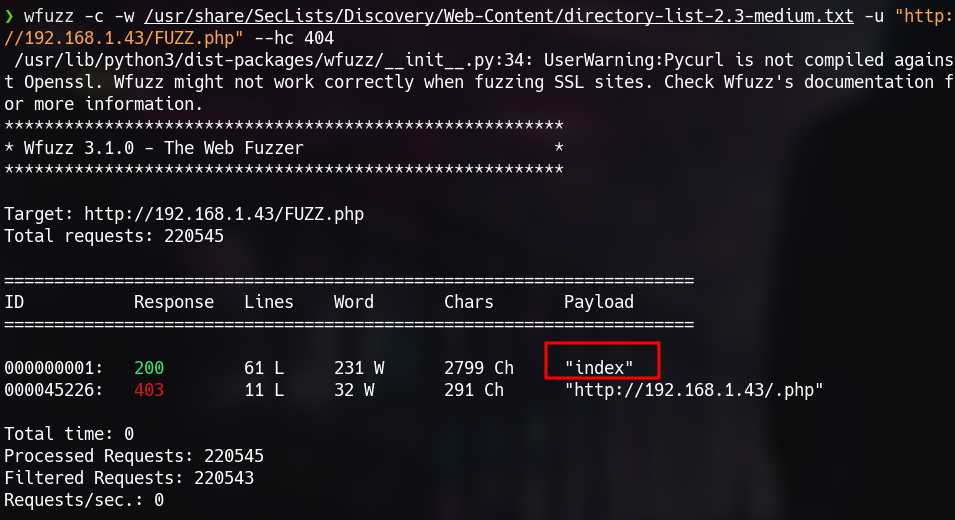 ❯ wfuzz -c -w /usr/share/SecLists/Discovery/Web-Content/directory-list-2.3-medium.txt -u "http:
//192.168.1.43/FUZZ.php" --hc 404
/usr/lib/python3/dist-packages/wfuzz/__init__.py:34: UserWarning:Pycurl is not compiled agains
t Openssl. Wfuzz might not work correctly when fuzzing SSL sites. Check Wfuzz's documentation f
or more information.
********************************************************
* Wfuzz 3.1.0 - The Web Fuzzer                         *
********************************************************
Target: http://192.168.1.43/FUZZ.php
Total requests: 220545
=====================================================================
ID           Response   Lines    Word       Chars       Payload
=====================================================================
000000001:   200        61 L     231 W      2799 Ch     "index"
000045226:   403        11 L     32 W       291 Ch      "http://192.168.1.43/.php"
Total time: 0
Processed Requests: 220545
Filtered Requests: 220543
Requests/sec.: 0